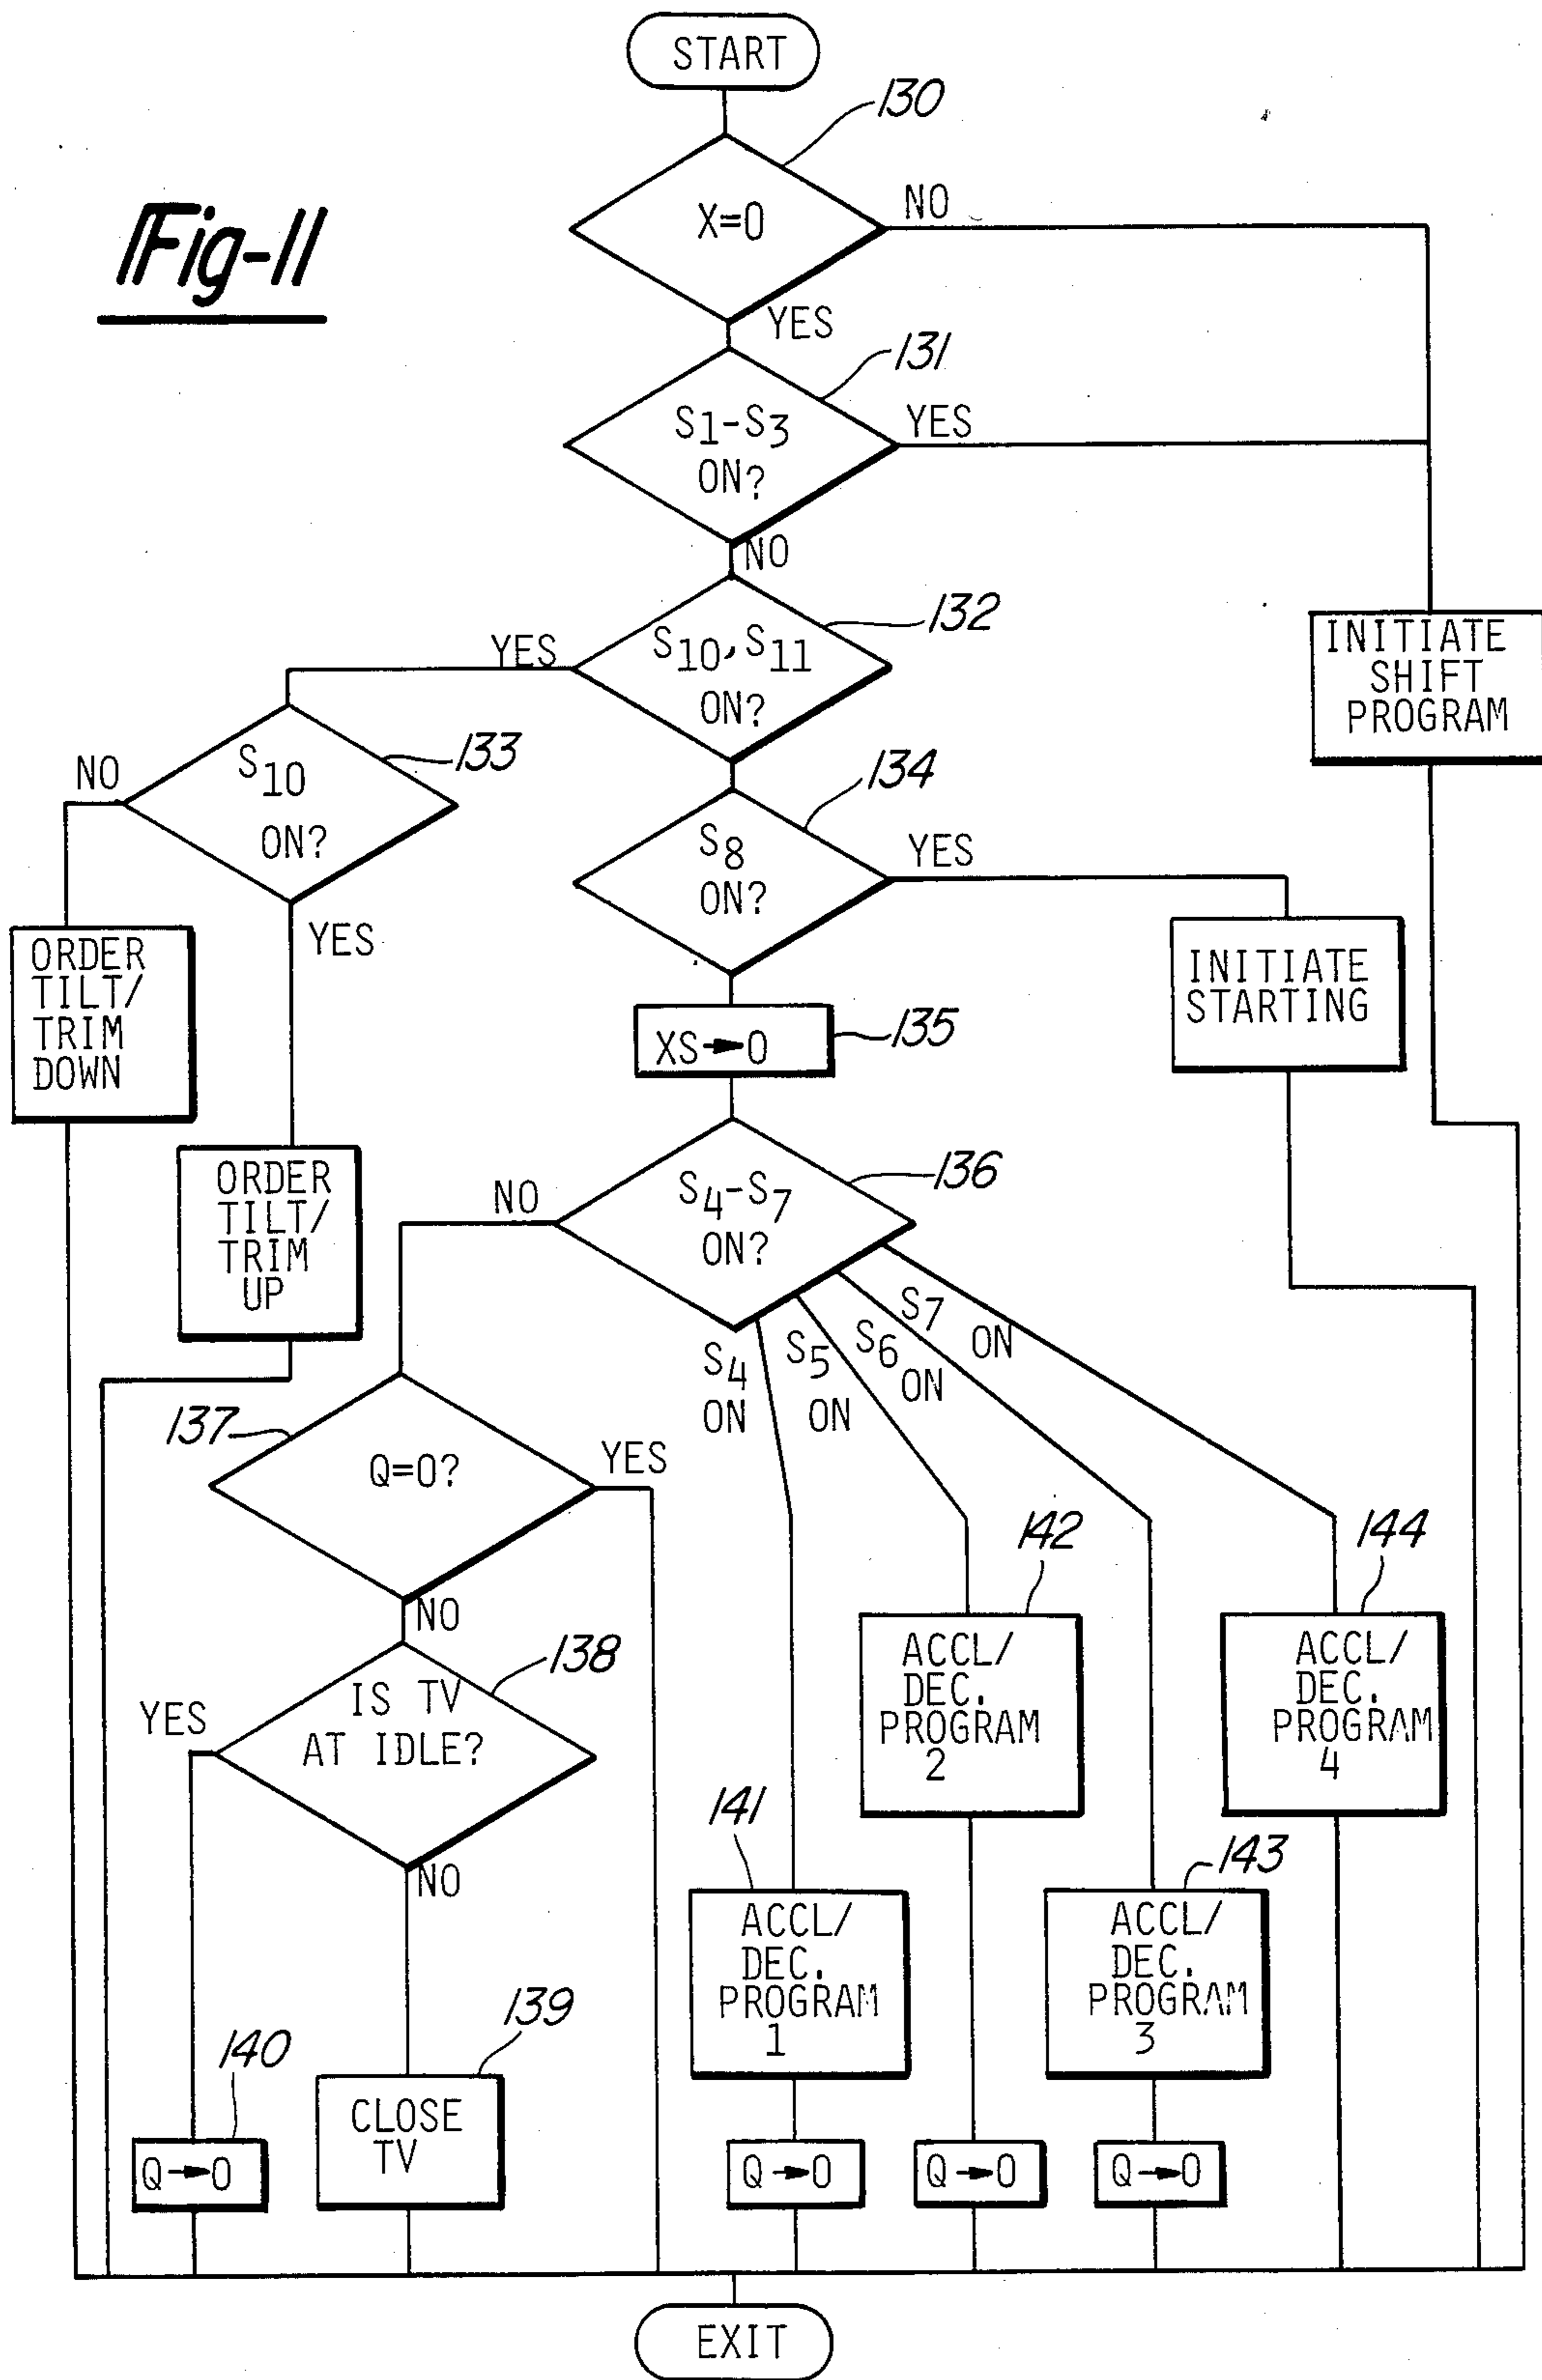 START
130
Fig-11
X=0
NO
YES
131
S1-S3
ON?
YES
NO
132
S10,S11
ON?
YES
INITIATE
SHIFT
PROGRAM
133
S10
ON?
NO
134
S8
ON?
YES
YES
ORDER
TILT/
TRIM
DOWN
INITIATE
STARTING
XS→0
135
136
S4-S7
ON?
NO
ORDER
TILT/
TRIM
UP
S4
ON
S5
ON
S6
ON
S7
ON
137
Q=0?
YES
NO
142
144
138
IS TV
AT IDLE?
YES
NO
ACCL/
DEC.
PROGRAM
2
ACCL/
DEC.
PROGRAM
4
141
143
ACCL/
DEC.
PROGRAM
1
ACCL/
DEC.
PROGRAM
3
139
140
CLOSE
TV
Q→0
Q→0
Q→0
Q→0
EXIT